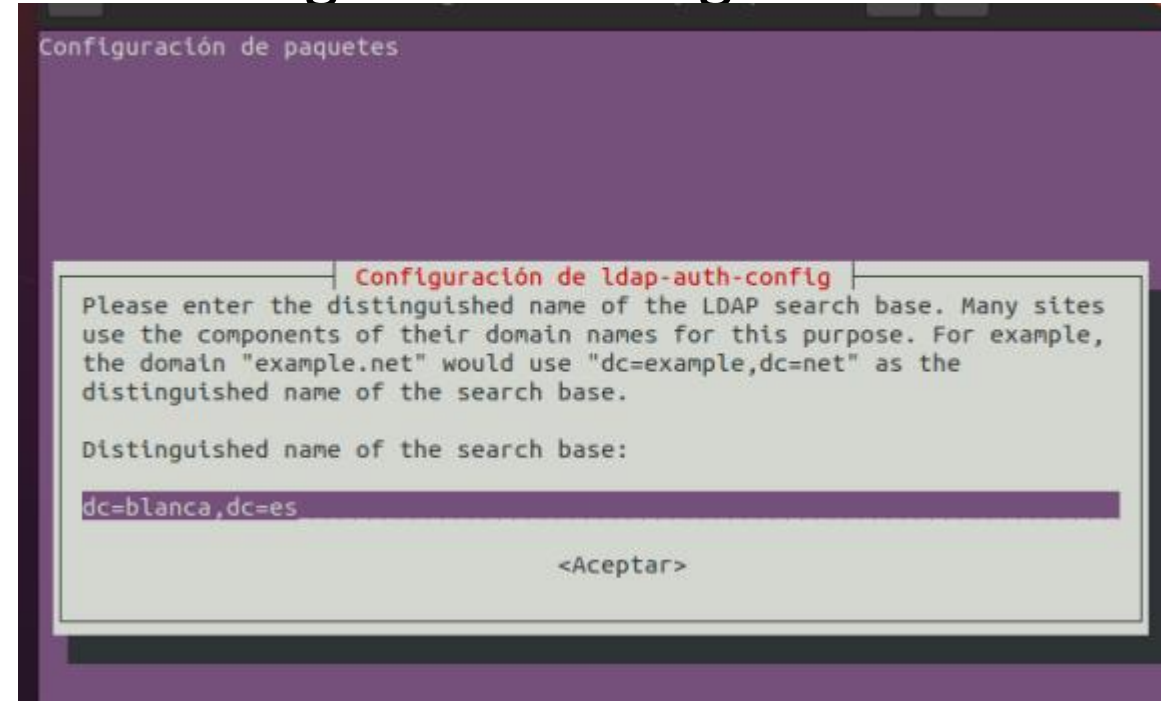 Configuración de paquetes
Configuración de ldap-auth-config
Please enter the distinguished name of the LDAP search base. Many sites
use the components of their domain names for this purpose. For example,
the domain "example.net" would use "dc=example,dc=net" as the
distinguished name of the search base.
Distinguished name of the search base:
dc=blanca,dc=es
<Aceptar>